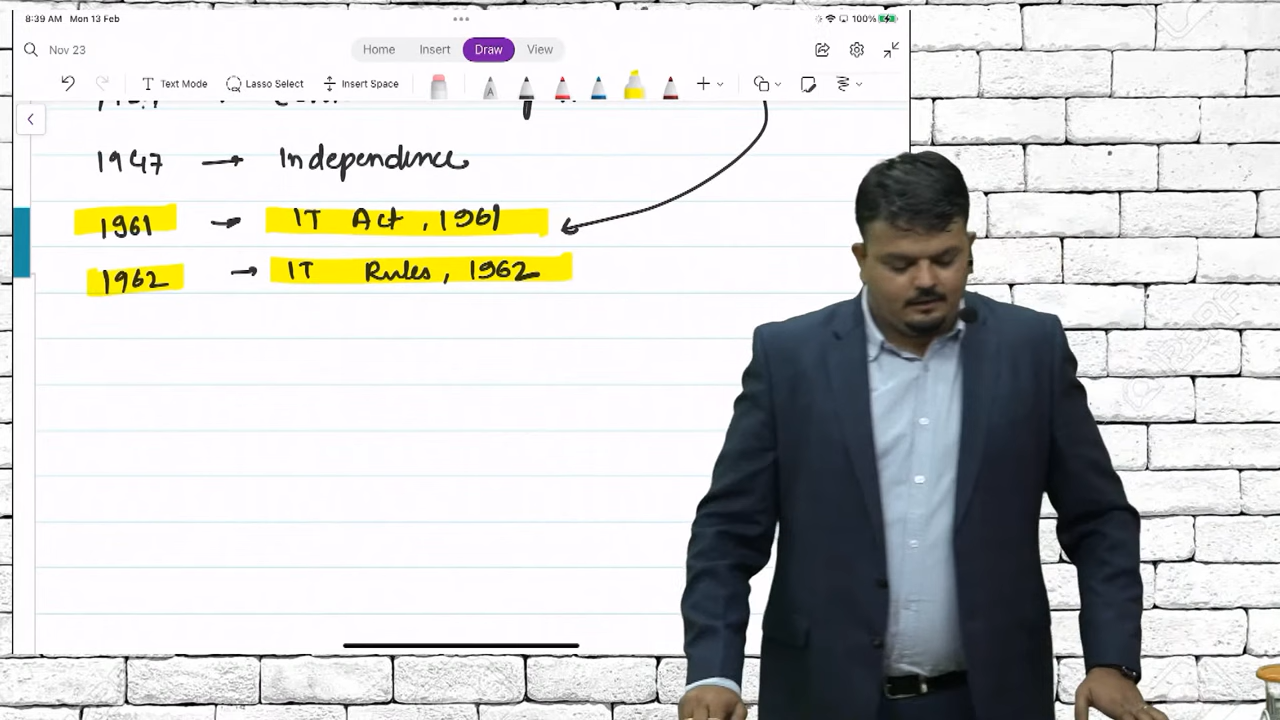 8:39 AM Mon 13 Feb
100%
Nov 23
Home Insert Draw View
Text Mode Lasso Select Insert Space
1947 → Independence
1961 → IT Act, 1961
1962 → IT Rules, 1962